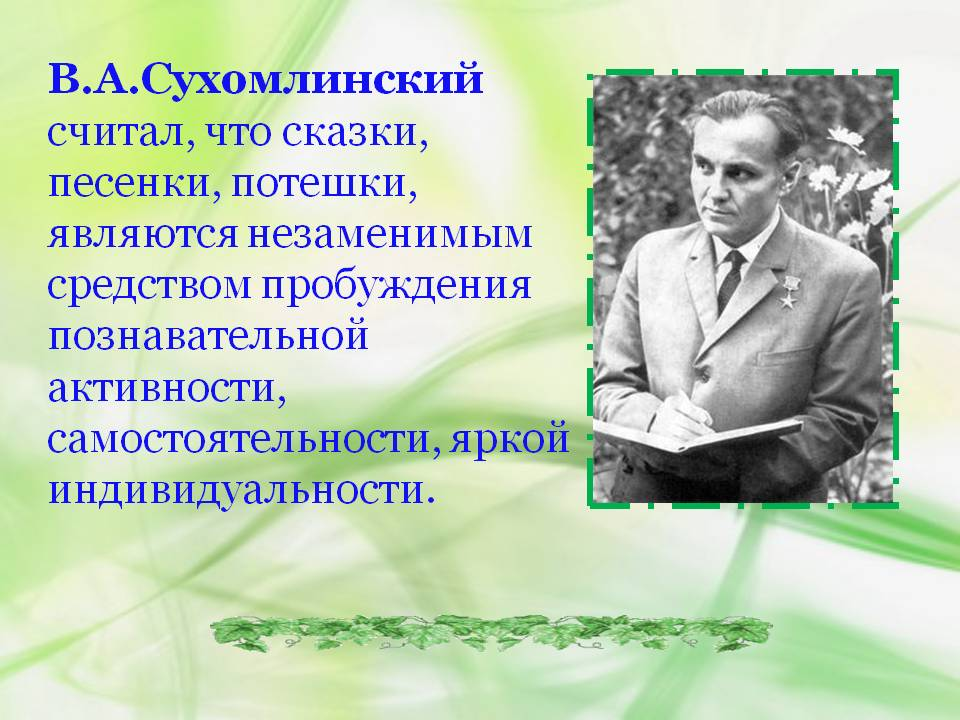 В.А.Сухомлинский
считал, что сказки,
песенки, потешки,
являются незаменимым
средством пробуждения
познавательной
активности,
самостоятельности, яркой
индивидуальности.